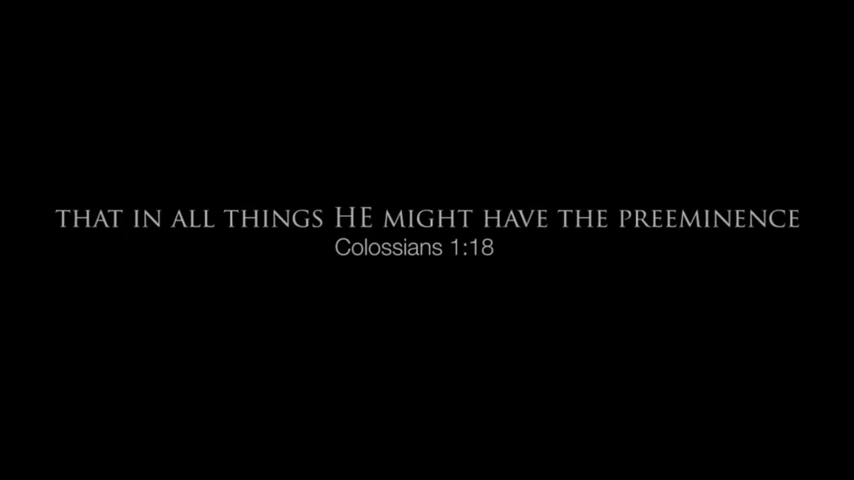 THAT IN ALL THINGS HE MIGHT HAVE THE PREEMINENCE
Colossians 1:18